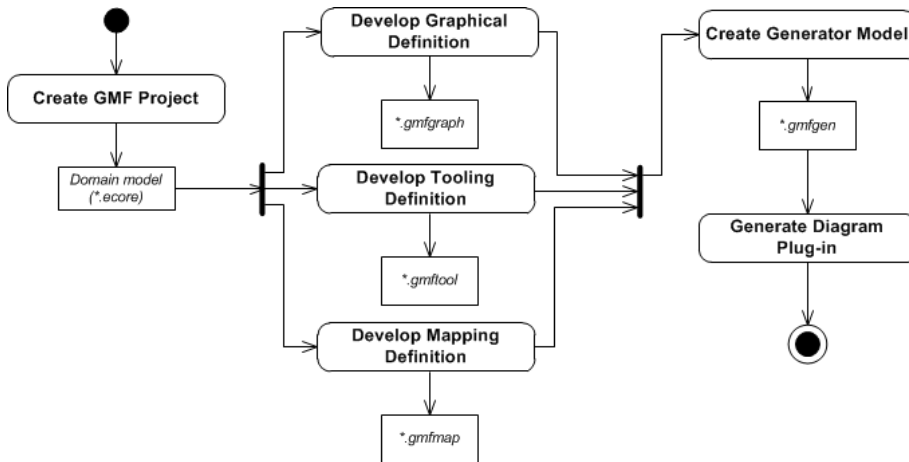 Create GMF Project
Domain model
(*.ecore)
Develop Graphical
Definition
*.gmfgraph
Develop Tooling
Definition
*.gmftool
Develop Mapping
Definition
*.gmfmap
Create Generator Model
*.gmfgen
Generate Diagram
Plug-in